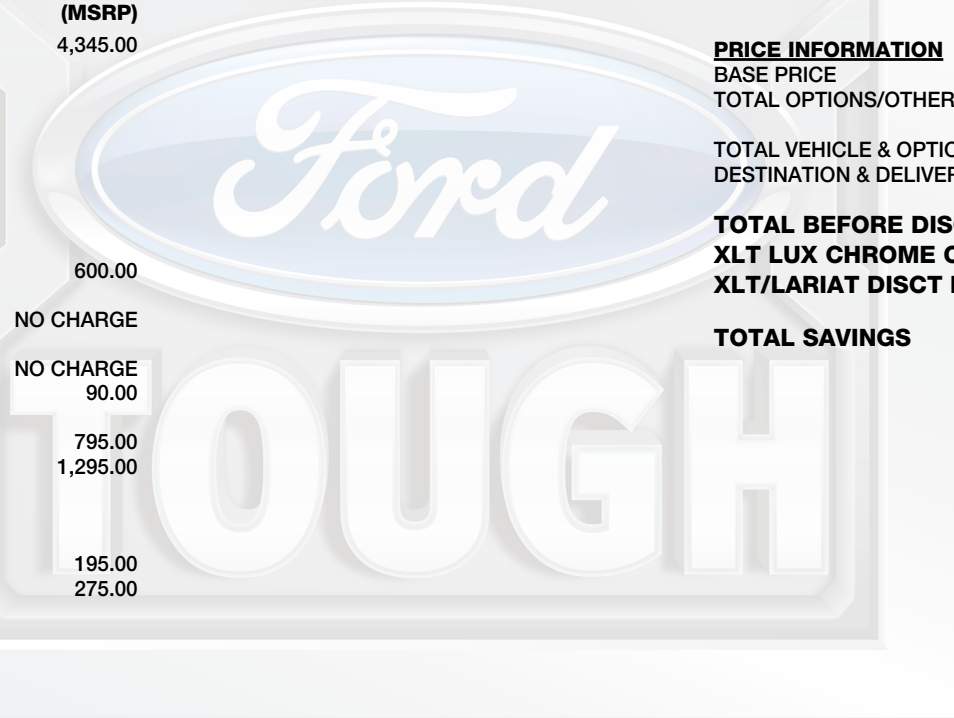 (MSRP)
4,345.00
600.00
NO CHARGE
NO CHARGE
90.00
795.00
1,295.00
195.00
275.00
Ford
TOUGH
PRICE INFORMATION
BASE PRICE
TOTAL OPTIONS/OTHER
TOTAL VEHICLE & OPTIO
DESTINATION & DELIVER
TOTAL BEFORE DIS
XLT LUX CHROME
XLT/LARIAT DISCT
TOTAL SAVINGS